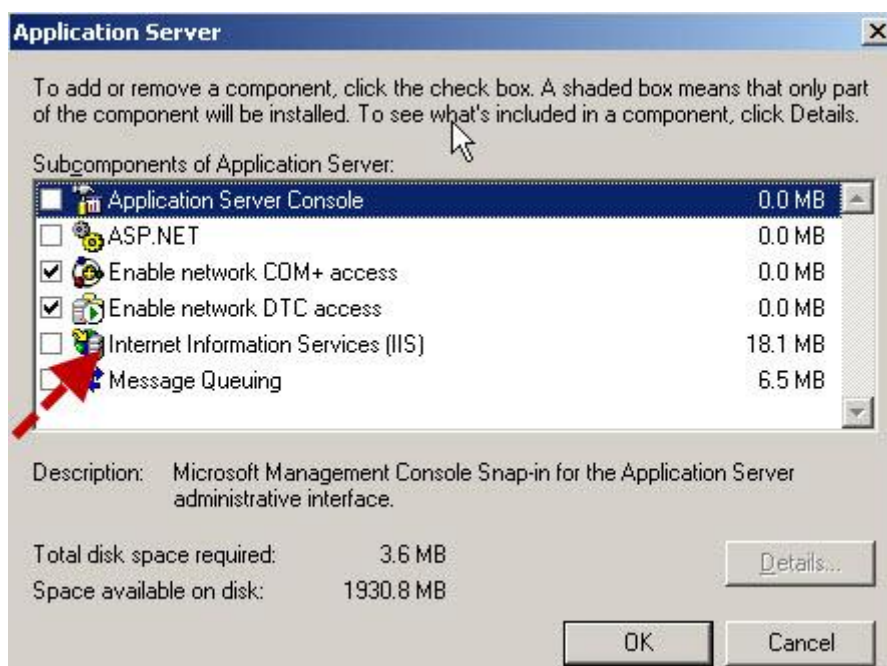 Application Server
To add or remove a component, click the check box. A shaded box means that only part
of the component will be installed. To see what's included in a component, click Details.
Subcomponents of Application Server:
Application Server Console 0.0 MB
ASP.NET 0.0 MB
Enable network COM+ access 0.0 MB
Enable network DTC access 0.0 MB
Internet Information Services (IIS) 18.1 MB
Message Queuing 6.5 MB
Description: Microsoft Management Console Snap-in for the Application Server
administrative interface.
Total disk space required: 3.6 MB
Space available on disk: 1930.8 MB
Details...
OK Cancel